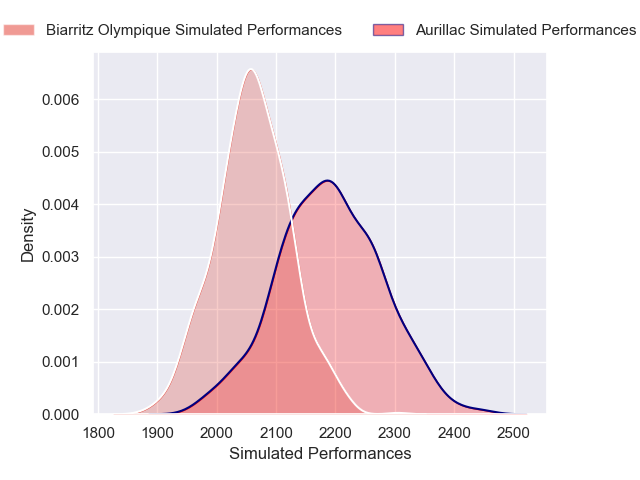 Biarritz Olympique Simulated Performances Aurillac Simulated Performances
0.006
0.005
0.004
0.003
0.002
0.001
0.000
Density
1800 1900 2000 2100 2200 2300 2400 2500
Simulated Performances